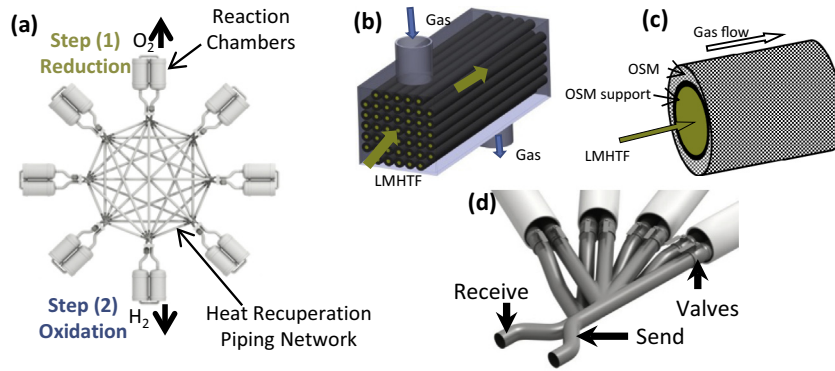 (a)
Step (1)
Reduction
O2
Reaction
Chambers
Step (2)
Oxidation
H2
Heat Recuperation
Piping Network
(b)
Gas
Gas
LMHTF
(c)
Gas flow
OSM
OSM support
LMHTF
(d)
Receive
Valves
Send